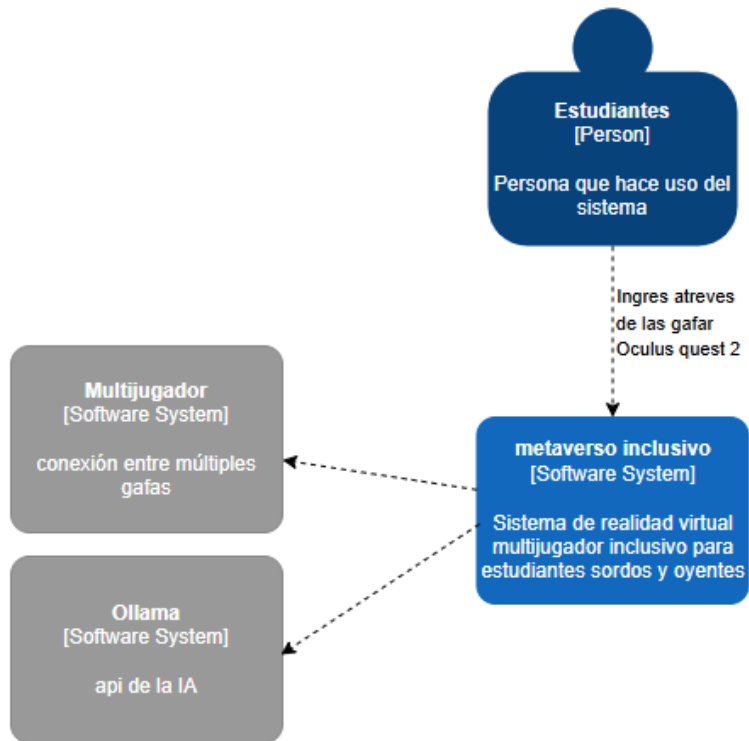 Estudiantes
[Person]
Persona que hace uso del
sistema
Ingres atreves
de las gafar
Oculus quest 2
Multijugador
[Software System]
conexión entre múltiples
gafas
metaverso inclusivo
[Software System]
Sistema de realidad virtual
multijugador inclusivo para
estudiantes sordos y oyentes
Ollama
[Software System]
api de la IA